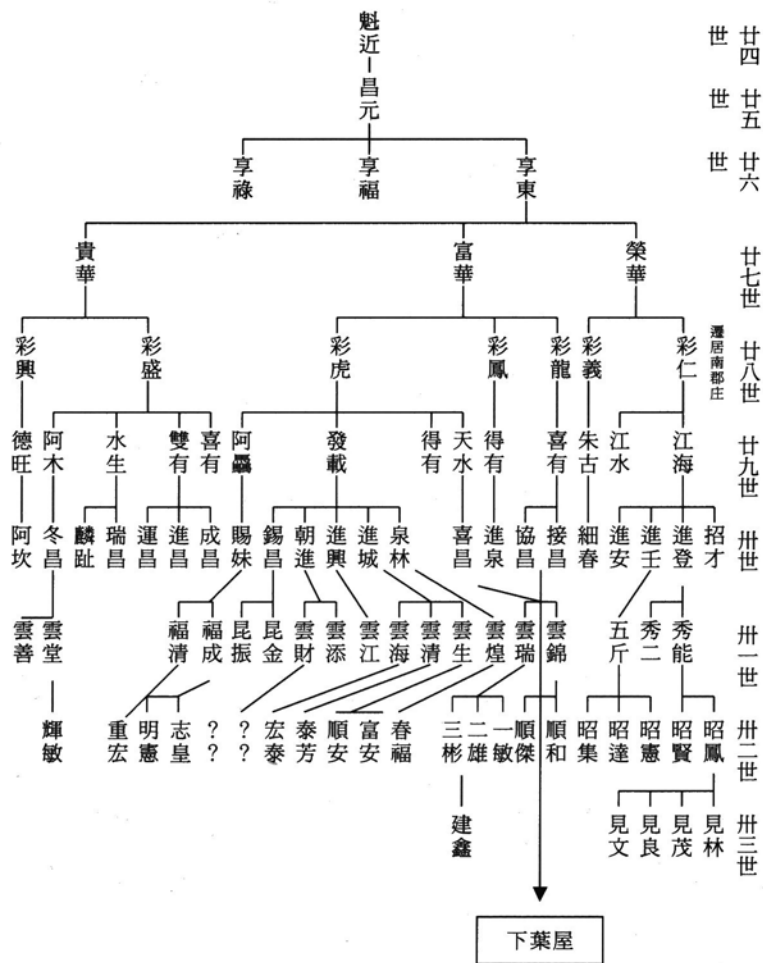 廿四世
廿五世
廿六世
廿七世
廿八世
廿九世
卅世
卅一世
卅二世
卅三世
魁近
昌元
享東
享福
享祿
榮華
富華
貴華
遷居南郡庄
彩仁
彩義
彩龍
彩鳳
彩虎
彩盛
彩興
江海
江水
朱古
喜有
得有
天水
得有
發載
喜有
雙有
水生
阿木
德旺
招才
進登
進壬
進安
細春
接昌
協昌
進泉
喜昌
泉林
進城
進興
朝進
錫昌
賜妹
成昌
進昌
運昌
瑞昌
麟趾
冬昌
阿坎
秀能
秀二
五斤
雲錦
雲瑞
雲煌
雲生
雲清
雲海
雲江
雲添
雲財
昆金
昆振
福成
福清
雲堂
雲善
昭鳳
昭賢
昭憲
昭達
昭集
順和
順傑
一敏
二雄
三彬
春福
富安
順安
泰芳
宏泰
??
??
志皇
明憲
重宏
輝敏
見林
見茂
見良
見文
建鑫
下葉屋